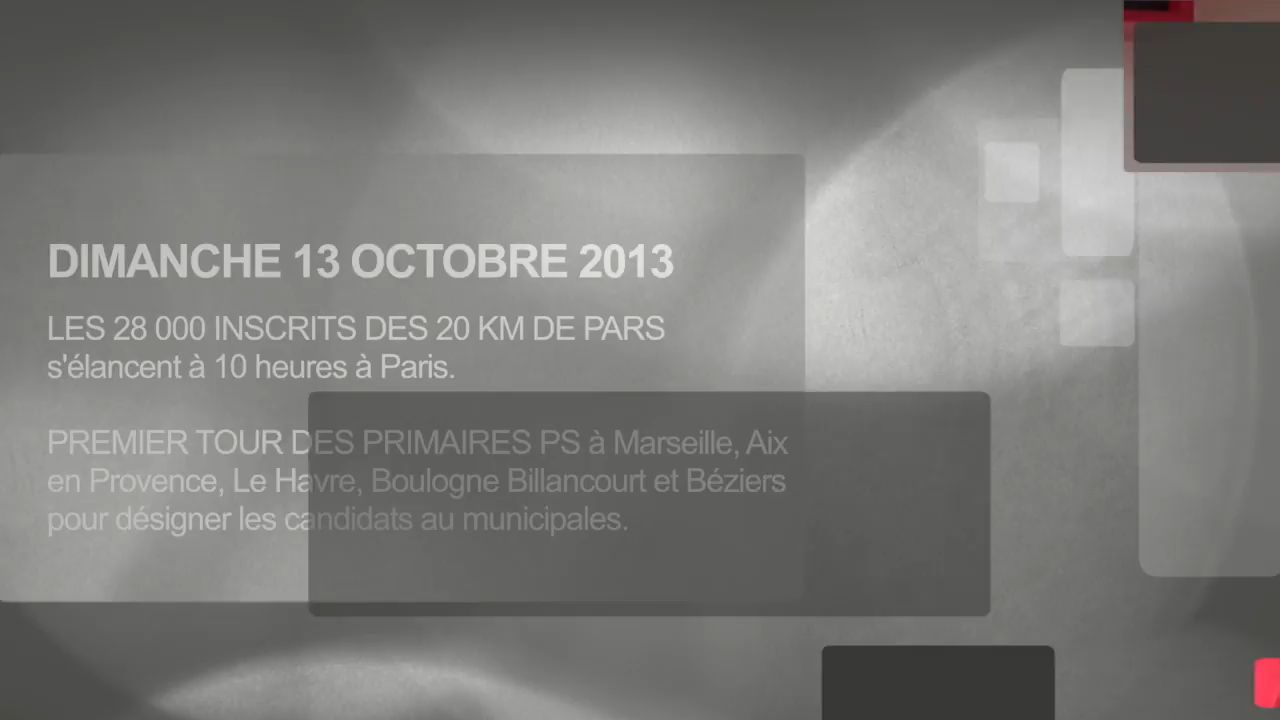 DIMANCHE 13 OCTOBRE 2013
LES 28 000 INSCRITS DES 20 KM DE PARS
s'élancent à 10 heures à Paris.
PREMIER TOUR DES PRIMAIRES PS à Marseille, Aix
en Provence, Le Havre, Boulogne Billancourt et Béziers
pour désigner les candidats au municipales.